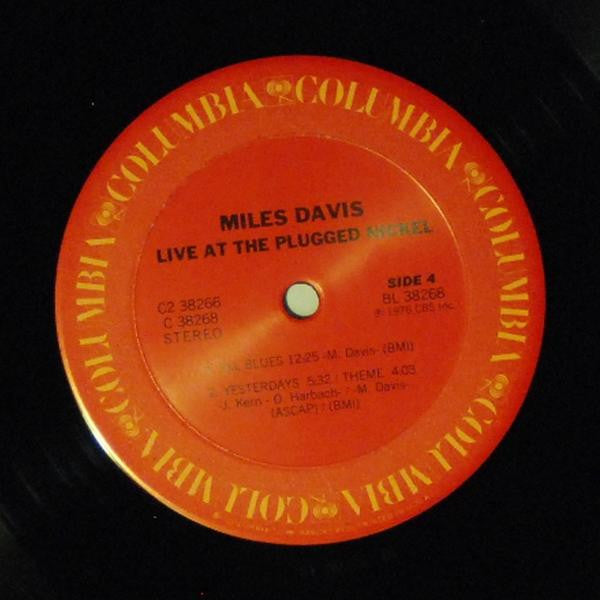 COLUMBIA COLUMBIA COLUMBIA COLUMBIA COLUMBIA COLUMBIA
MILES DAVIS
LIVE AT THE PLUGGED NICKEL
C2 38266
C 38268
STEREO
SIDE 4
BL 38268
℗ 1976 CBS Inc.
BLUES 12:25 -M. Davis- (BMI)
2. YESTERDAYS 5:32 / THEME 4:03
-J. Kern - O. Harbach- / -M. Davis-
(ASCAP) / (BMI)